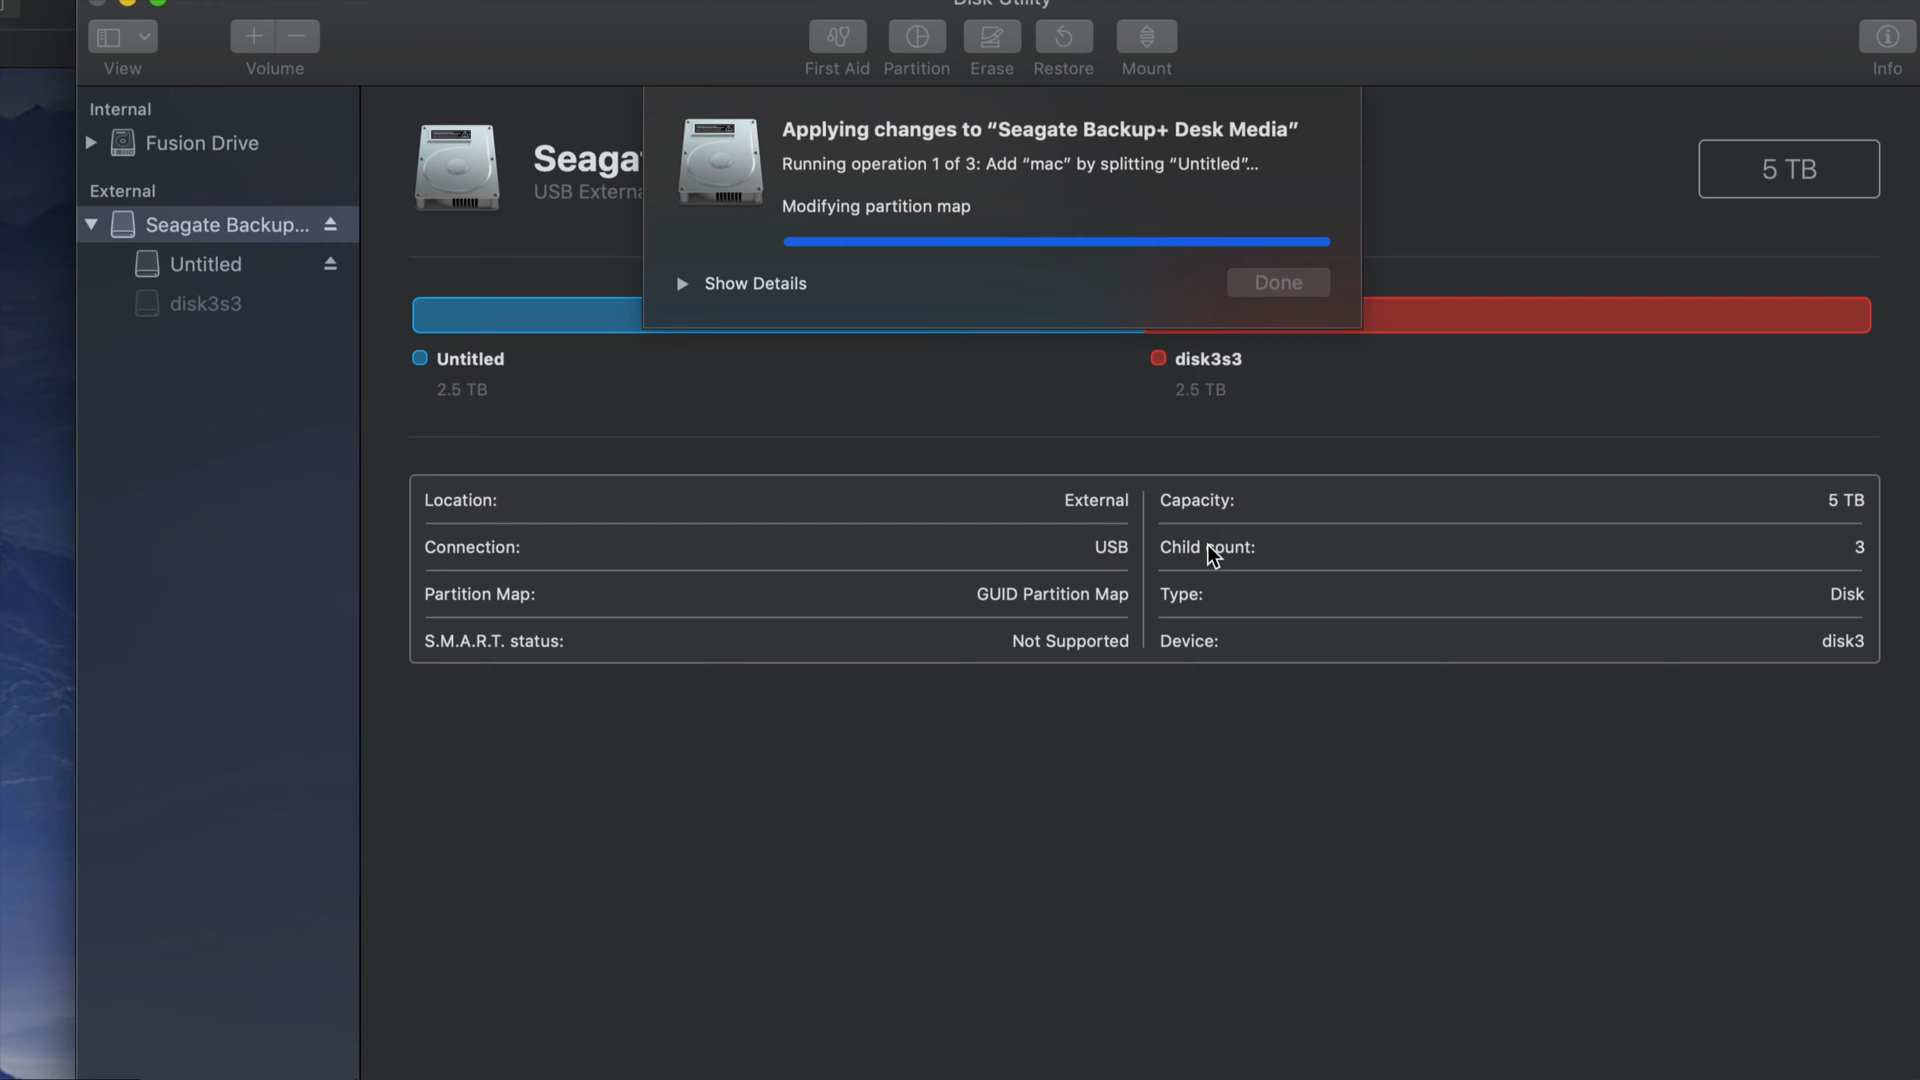 Disk Utility
View
Volume
First Aid
Partition
Erase
Restore
Mount
Info
Internal
Fusion Drive
External
Seagate Backup...
Untitled
disk3s3
Seaga
USB Externa
Applying changes to “Seagate Backup+ Desk Media”
Running operation 1 of 3: Add “mac” by splitting “Untitled”...
Modifying partition map
Show Details
Done
5 TB
Untitled
2.5 TB
disk3s3
2.5 TB
Location: External
Connection: USB
Partition Map: GUID Partition Map
S.M.A.R.T. status: Not Supported
Capacity: 5 TB
Child count: 3
Type: Disk
Device: disk3